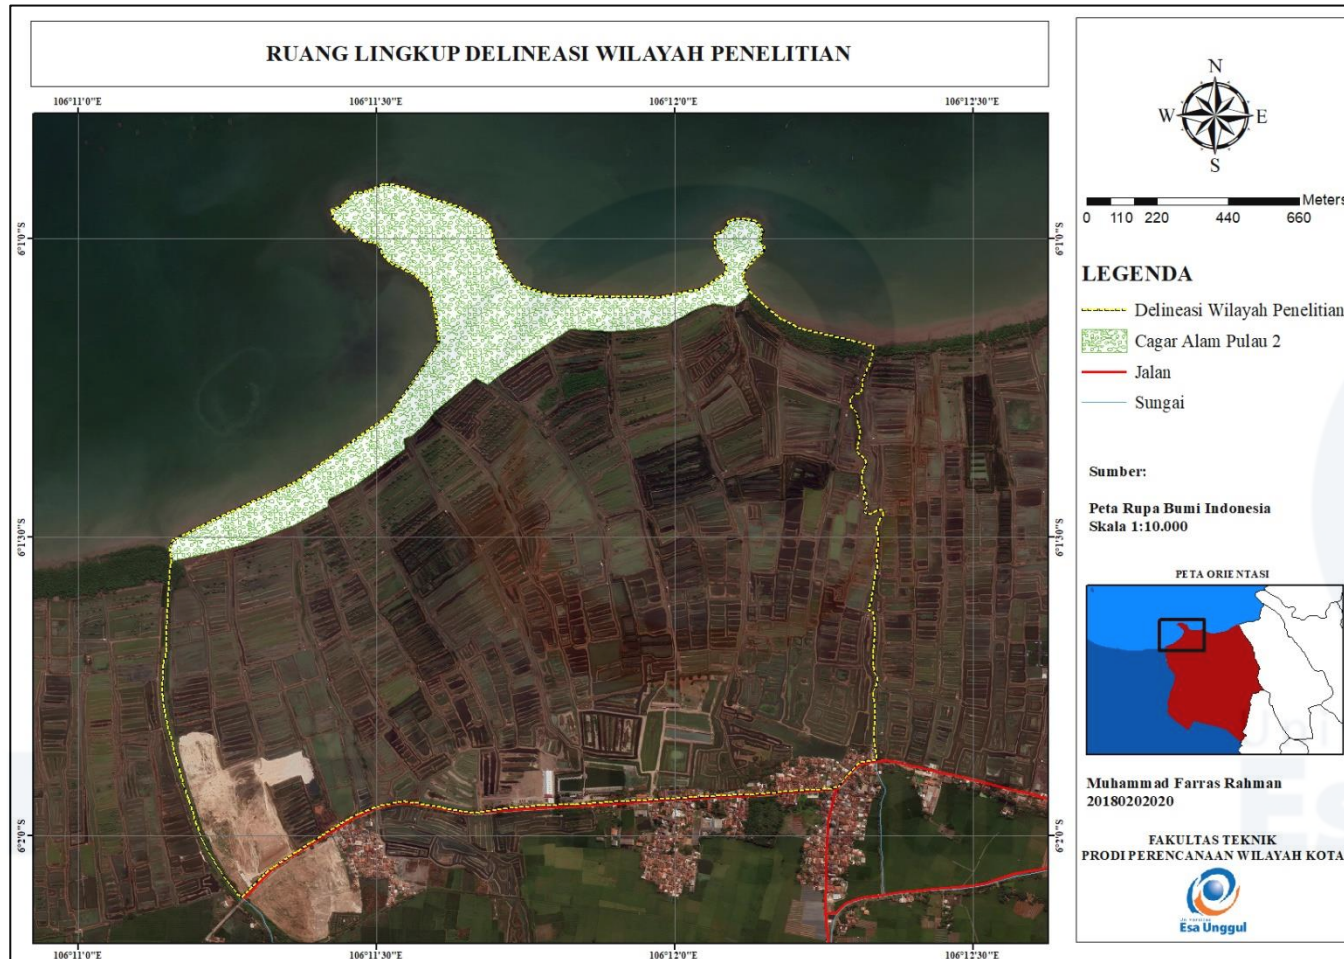 RUANG LINGKUP DELINEASI WILAYAH PENELITIAN
106°11'0"E 106°11'30"E 106°12'0"E 106°12'30"E
6°1'0"S 6°1'0"S
6°1'30"S 6°1'30"S
6°2'0"S 6°2'0"S
106°11'0"E 106°11'30"E 106°12'0"E 106°12'30"E
N
W E
S
Meters
0 110 220 440 660
LEGENDA
Delineasi Wilayah Penelitian
Cagar Alam Pulau 2
Jalan
Sungai
Sumber:
Peta Rupa Bumi Indonesia
Skala 1:10.000
PETA ORIENTASI
Muhammad Farras Rahman
20180202020
FAKULTAS TEKNIK
PRODI PERENCANAAN WILAYAH KOTA
Esa Unggul